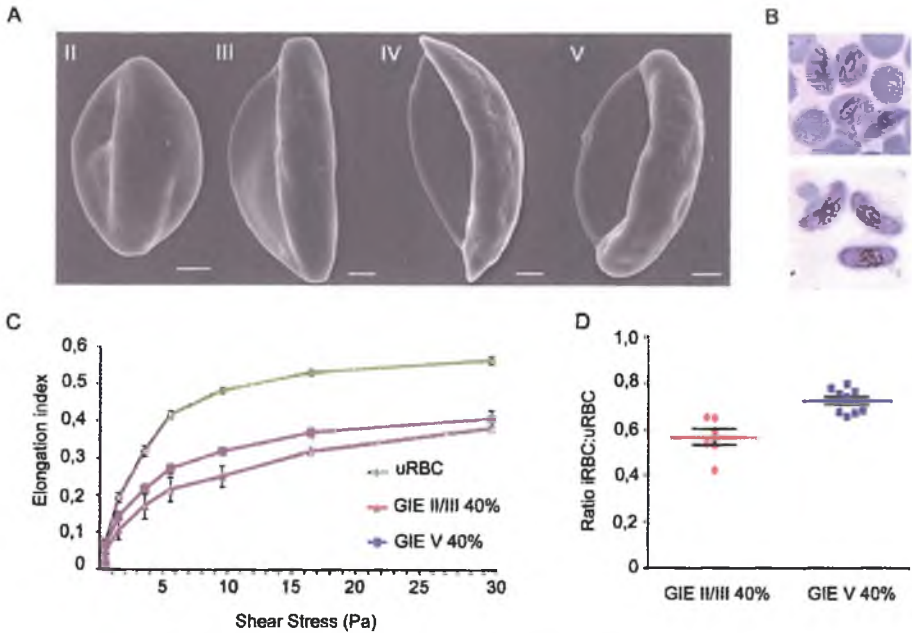 A
B
II III IV V
C
D
0,6
0,5
0,4
0,3
0,2
0,1
0
Elongation index
uRBC
GIE II/III 40%
GIE V 40%
5 10 15 20 25 30
Shear Stress (Pa)
1,0
0,8
0,6
0,4
0,2
0,0
Ratio iRBC:uRBC
GIE II/III 40% GIE V 40%